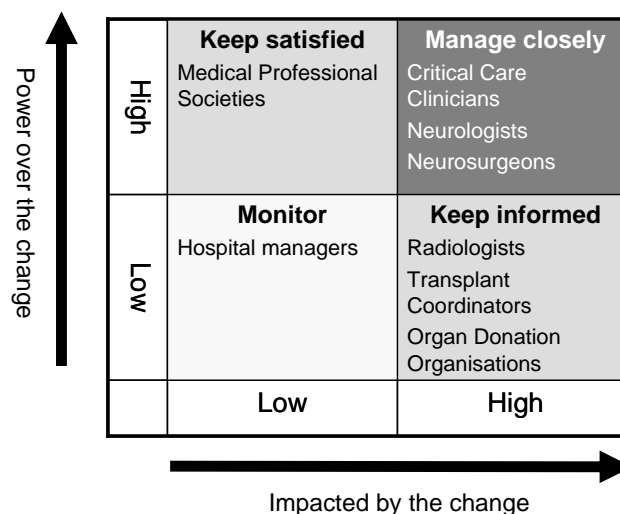 Power over the change
High
Keep satisfied
Medical Professional
Societies
Manage closely
Critical Care
Clinicians
Neurologists
Neurosurgeons
Low
Monitor
Hospital managers
Keep informed
Radiologists
Transplant
Coordinators
Organ Donation
Organisations
Low
High
Impacted by the change